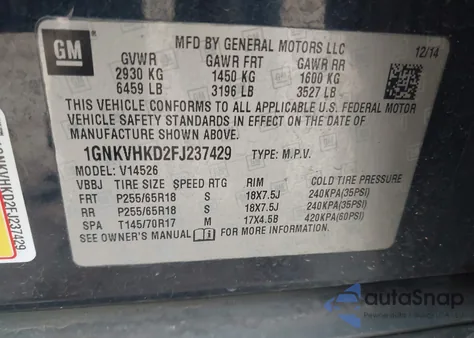 GM
MFD BY GENERAL MOTORS LLC
12/14
GVWR GAWR FRT GAWR RR
2930 KG 1450 KG 1600 KG
6459 LB 3196 LB 3527 LB
THIS VEHICLE CONFORMS TO ALL APPLICABLE U.S. FEDERAL MOTOR
VEHICLE SAFETY STANDARDS IN EFFECT ON THE DATE OF
MANUFACTURE SHOWN ABOVE.
1GNKVHKD2FJ237429 TYPE: M.P.V.
MODEL: V14526
VBBJ TIRE SIZE SPEED RTG RIM COLD TIRE PRESSURE
FRT P255/65R18 S 18X7.5J 240KPA(35PSI)
RR P255/65R18 S 18X7.5J 240KPA(35PSI)
SPA T145/70R17 M 17X4.5B 420KPA(60PSI)
SEE OWNER'S MANUAL FOR MORE INFORMATION.
1GNKVHKD2FJ237429
autoSnap